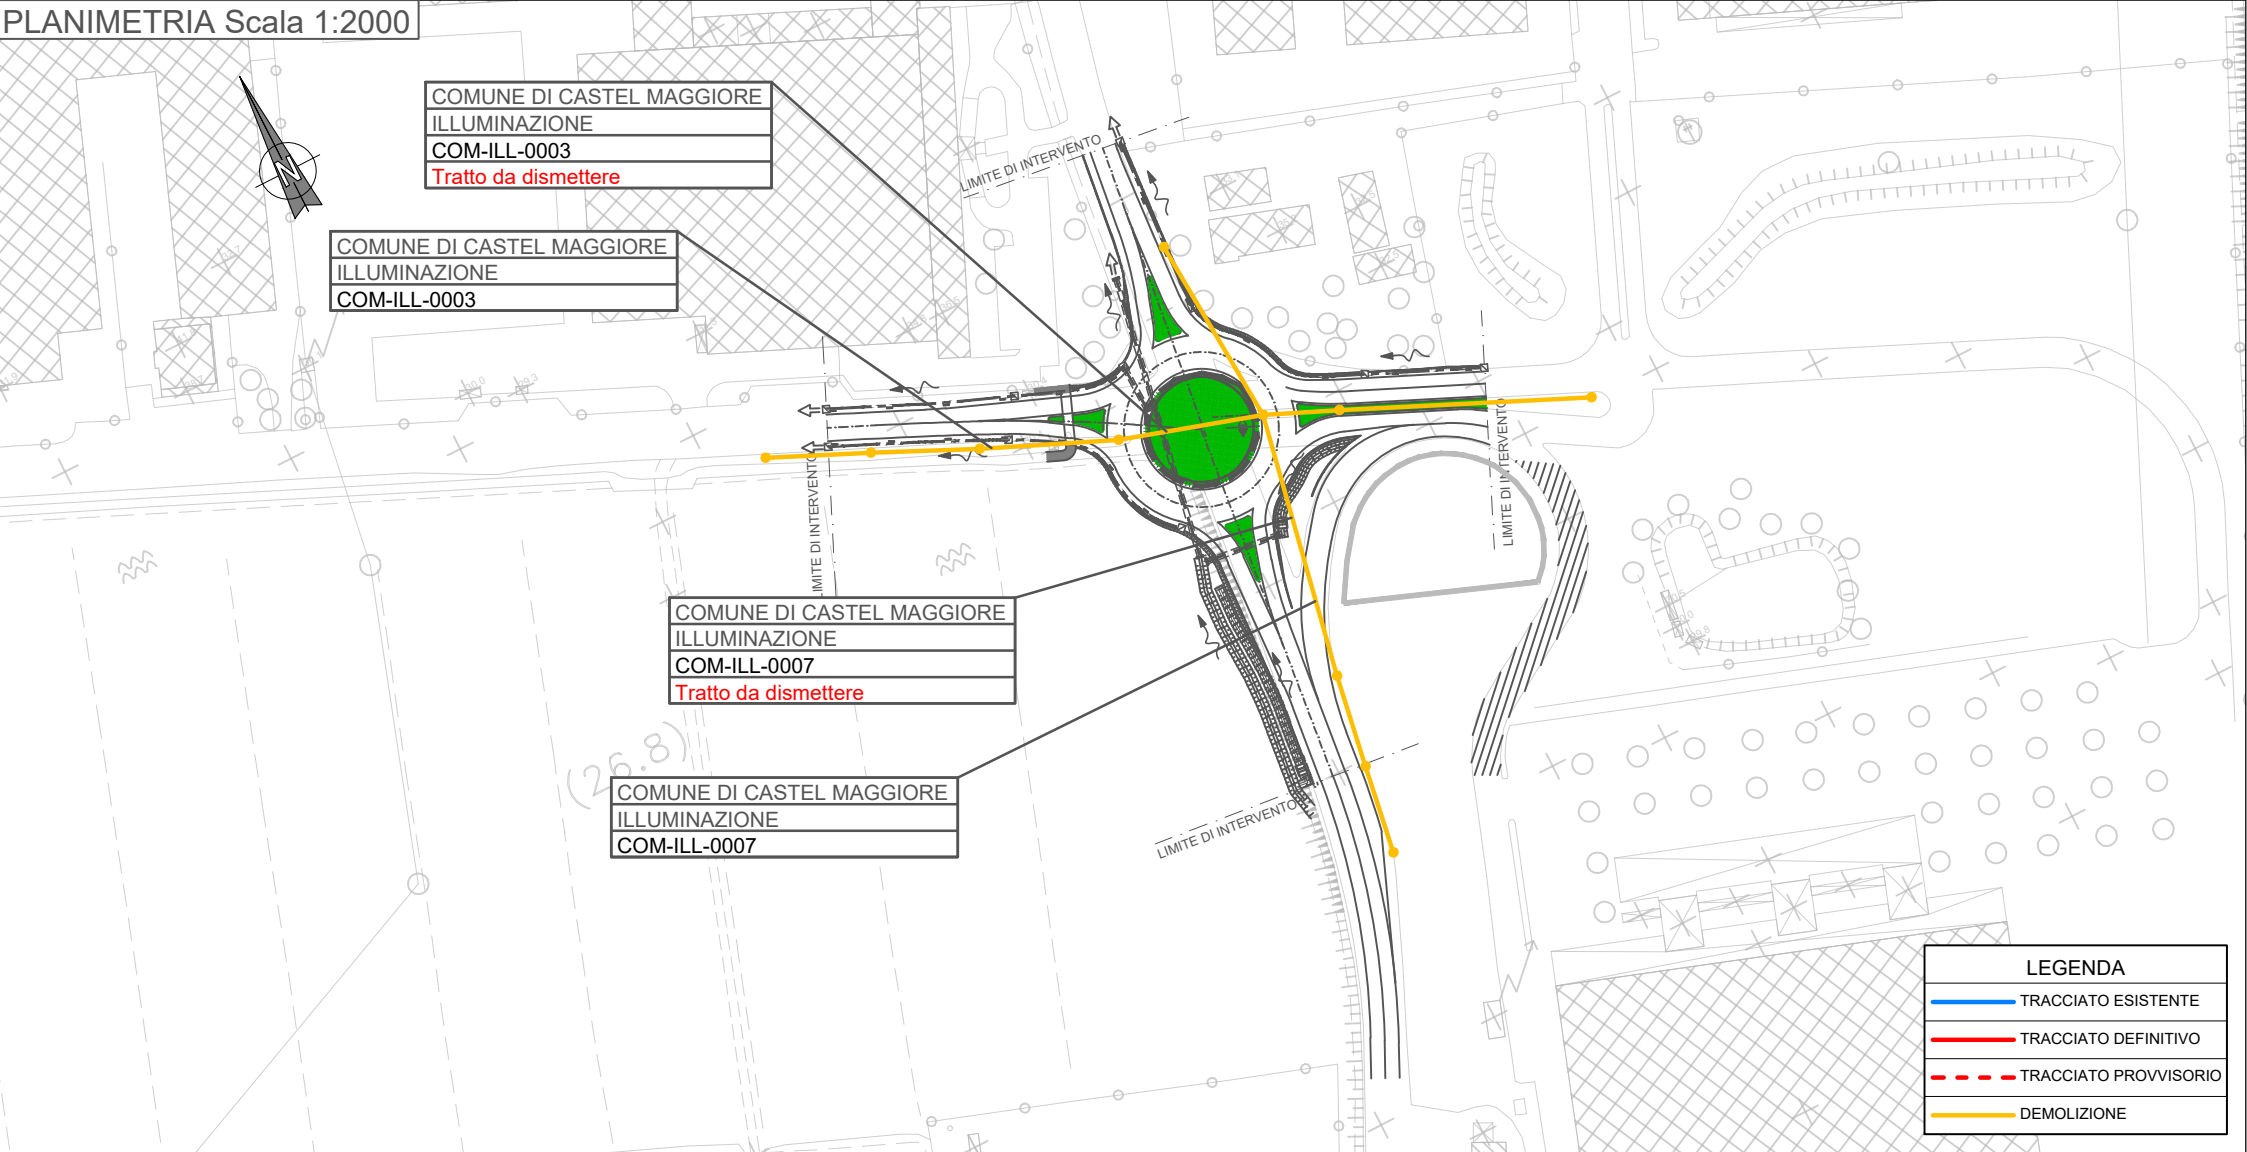 PLANIMETRIA Scala 1:2000
COMUNE DI CASTEL MAGGIORE
ILLUMINAZIONE
COM-ILL-0003
Tratto da dismettere
N
LIMITE DI INTERVENTO
COMUNE DI CASTEL MAGGIORE
ILLUMINAZIONE
COM-ILL-0003
LIMITE DI INTERVENTO
LIMITE DI INTERVENTO
COMUNE DI CASTEL MAGGIORE
ILLUMINAZIONE
COM-ILL-0007
Tratto da dismettere
(26.8)
COMUNE DI CASTEL MAGGIORE
ILLUMINAZIONE
COM-ILL-0007
LIMITE DI INTERVENTO
LEGENDA
TRACCIATO ESISTENTE
TRACCIATO DEFINITIVO
TRACCIATO PROVVISORIO
DEMOLIZIONE